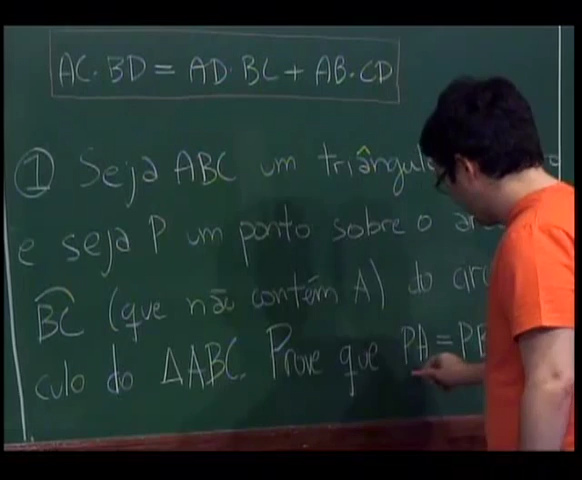 AC·BD = AD·BC + AB·CD
① Seja ABC um triângulo
e seja P um ponto sobre o
BC (que não contém A) do
culo do ΔABC. Prove que PA = PB